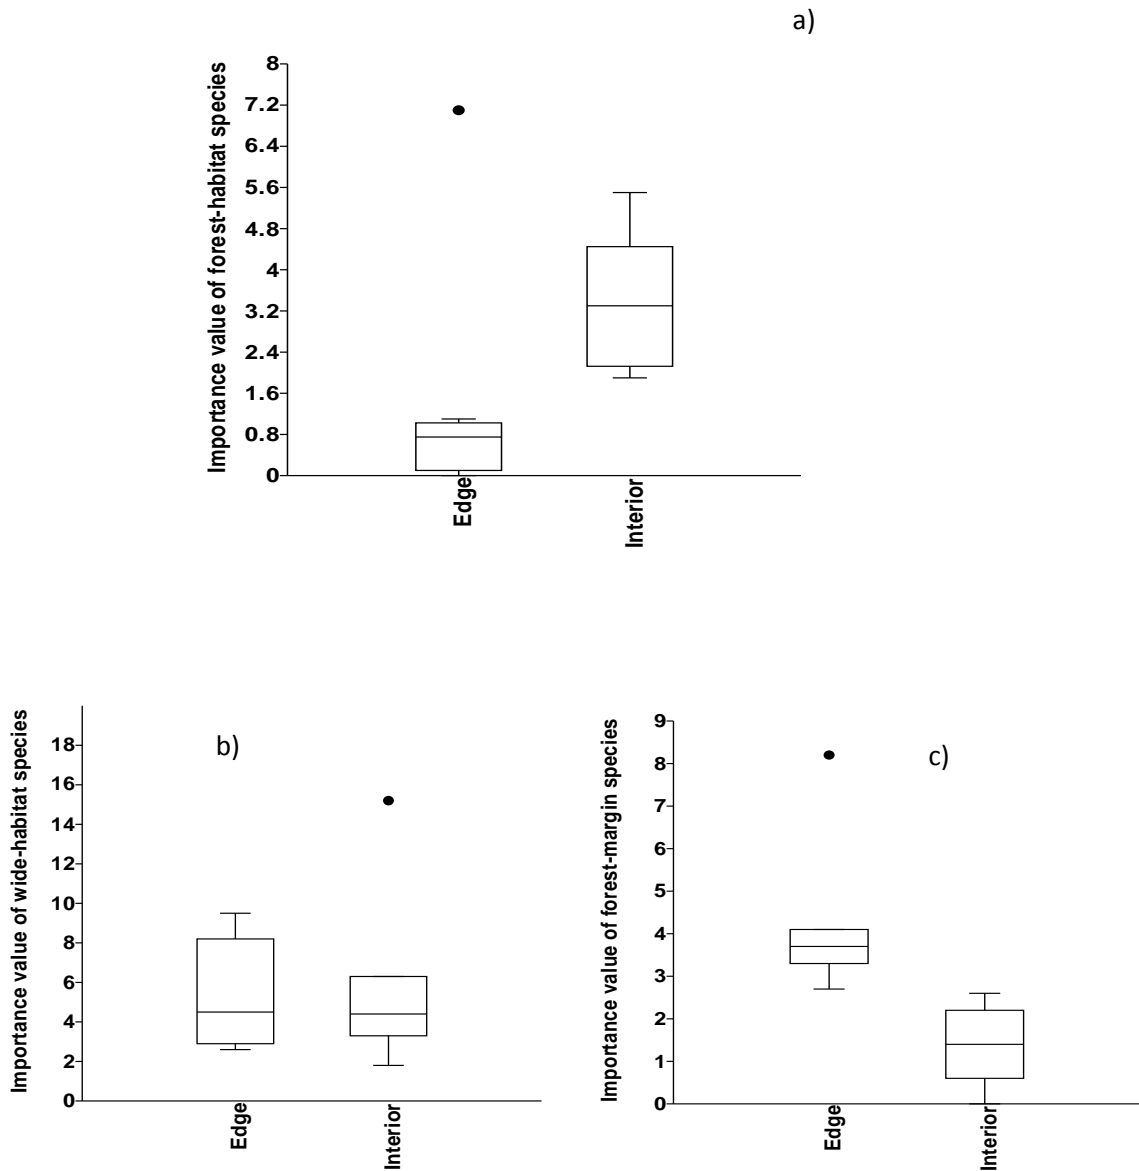 a)
Importance value of forest-habitat species
8
7.2
6.4
5.6
4.8
4
3.2
2.4
1.6
0.8
0
Edge
Interior
b)
Importance value of wide-habitat species
18
16
14
12
10
8
6
4
2
0
Edge
Interior
c)
Importance value of forest-margin species
9
8
7
6
5
4
3
2
1
0
Edge
Interior